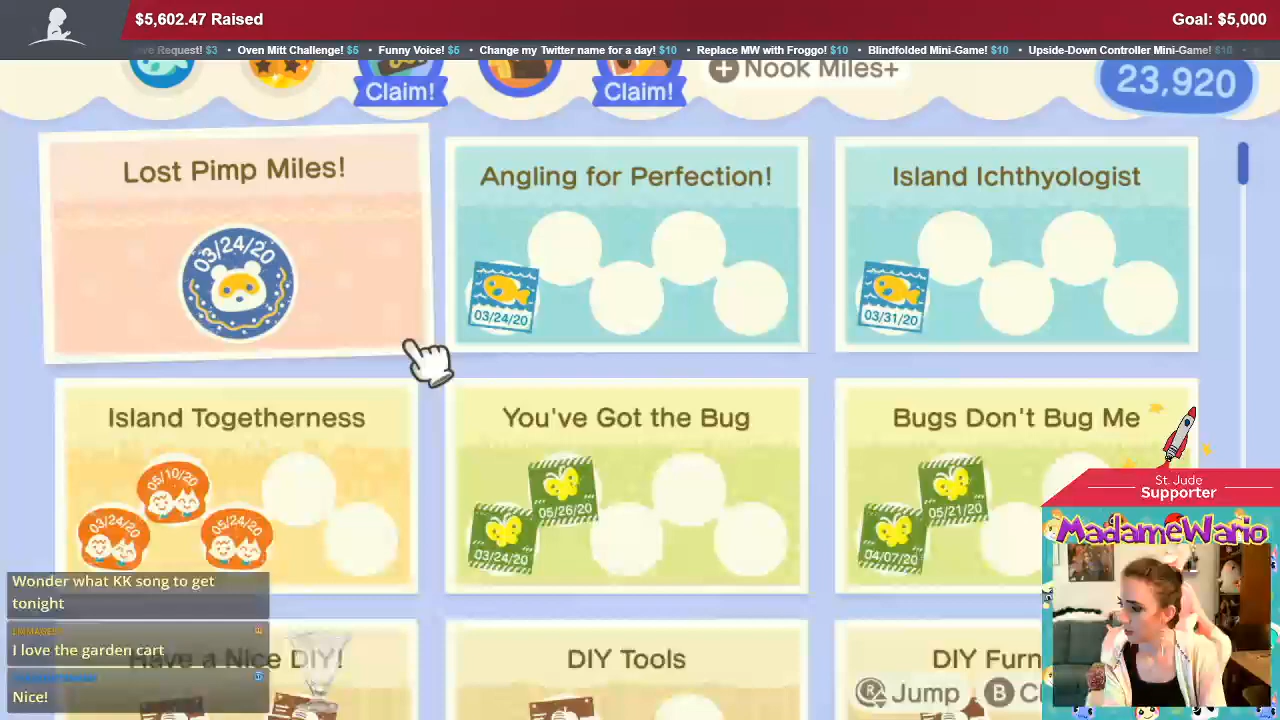 $5,602.47 Raised
Goal: $5,000
ve Request! $3 • Oven Mitt Challenge! $5 • Funny Voice! $5 • Change my Twitter name for a day! $10 • Replace MW with Froggo! $10 • Blindfolded Mini-Game! $10 • Upside-Down Controller Mini-Game! $10
Claim!
Claim!
+ Nook Miles+
23,920
Lost Pimp Miles!
03/24/20
Angling for Perfection!
03/24/20
Island Ichthyologist
03/31/20
Island Togetherness
03/24/20
05/10/20
05/24/20
You've Got the Bug
03/24/20
05/26/20
Bugs Don't Bug Me
04/07/20
05/21/20
St. Jude
Supporter
MadameWario
Wonder what KK song to get
tonight
I love the garden cart
Nice!
Have a Nice DIY!
DIY Tools
DIY Furn
R Jump
B C